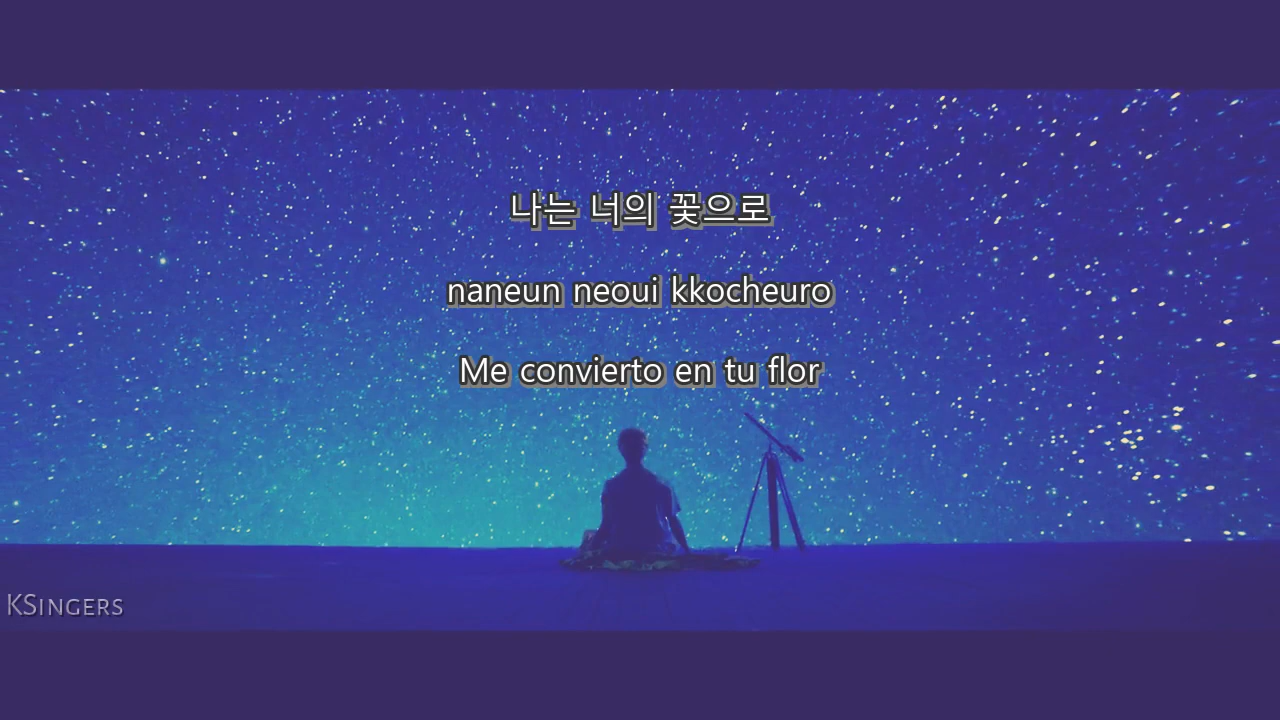 나는 너의 꽃으로
naneun neoui kkocheuro
Me convierto en tu flor
KSingers